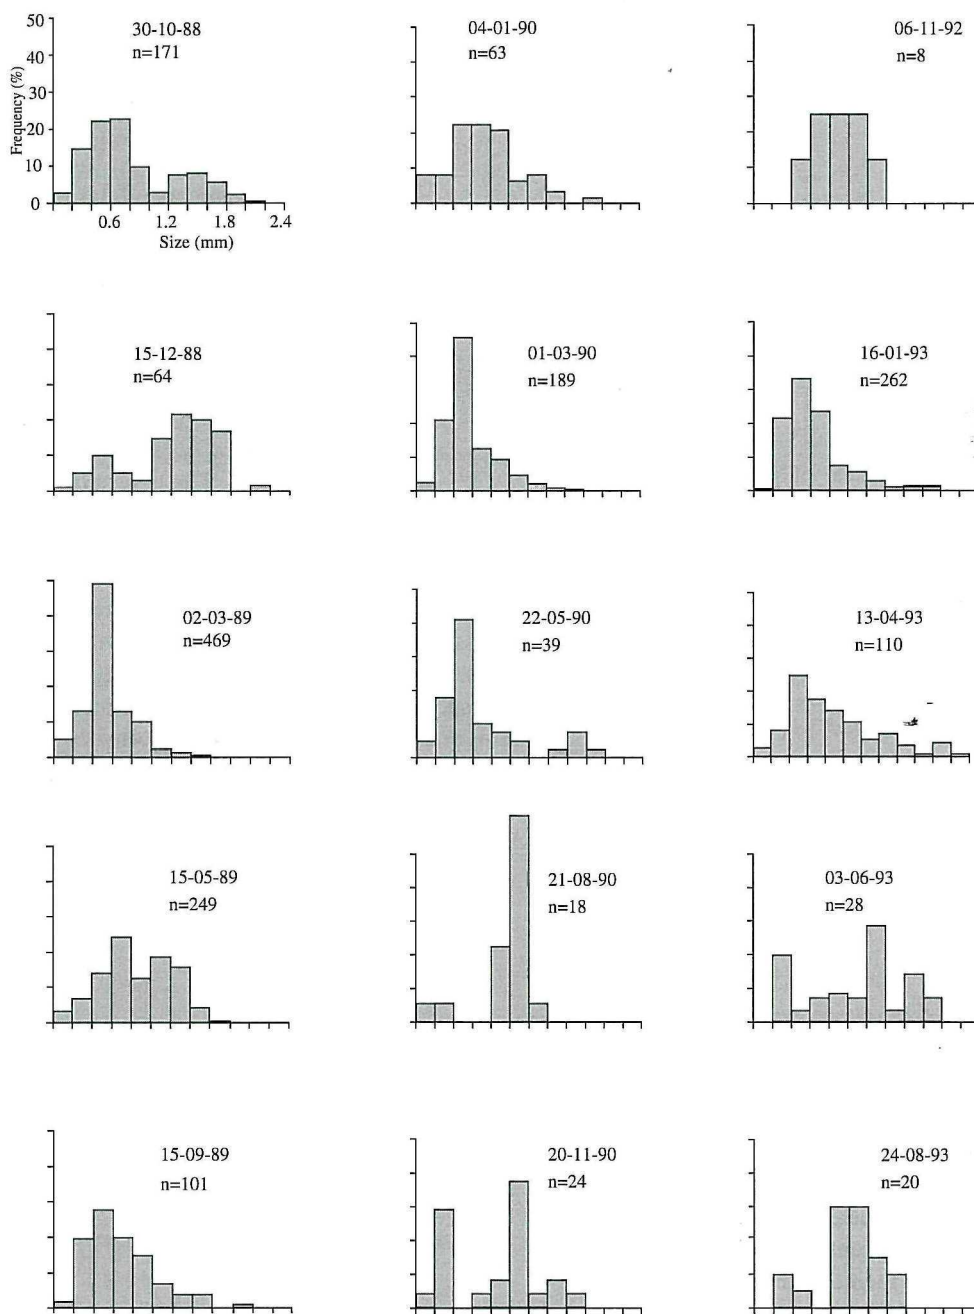 50
40
30
20
10
0
Frequency (%)
30-10-88
n=171
0.6 1.2 1.8 2.4
Size (mm)
04-01-90
n=63
06-11-92
n=8
15-12-88
n=64
01-03-90
n=189
16-01-93
n=262
02-03-89
n=469
22-05-90
n=39
13-04-93
n=110
15-05-89
n=249
21-08-90
n=18
03-06-93
n=28
15-09-89
n=101
20-11-90
n=24
24-08-93
n=20